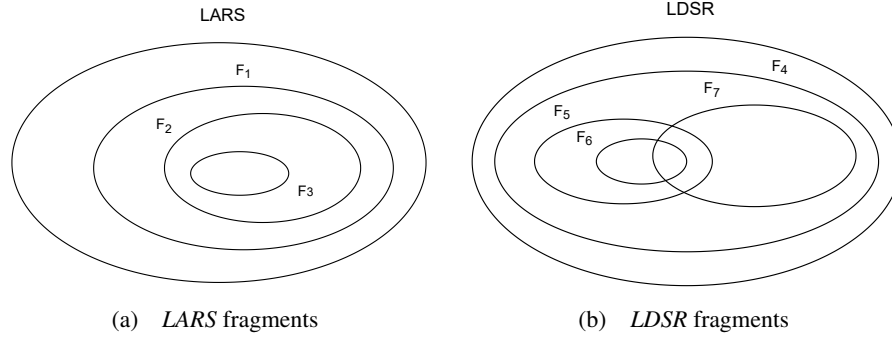 LARS
F1
F2
F3
(a) LARS fragments
LDSR
F4
F7
F5
F6
(b) LDSR fragments